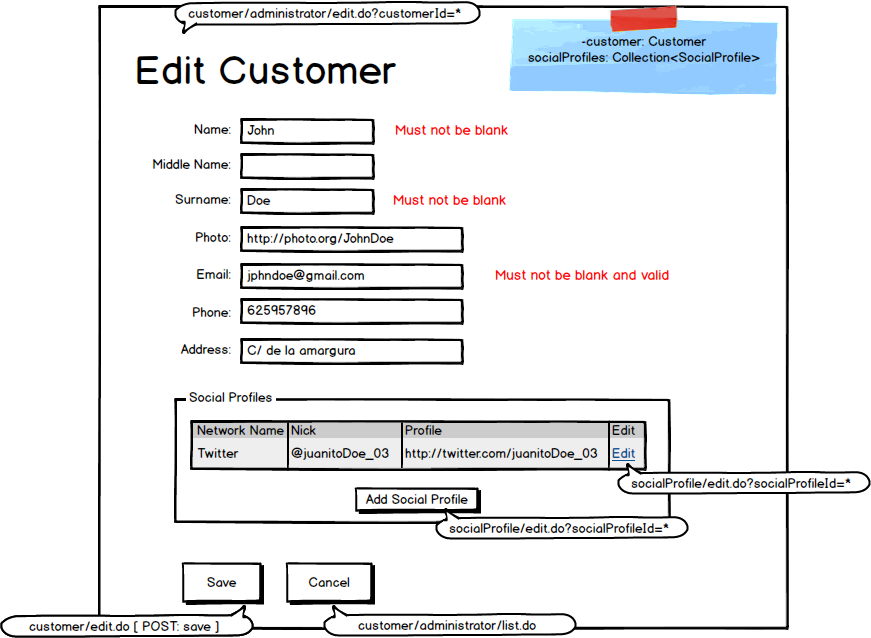 customer/administrator/edit.do?customerId=*
-customer: Customer
socialProfiles: Collection<SocialProfile>
Edit Customer
Name: John Must not be blank
Middle Name:
Surname: Doe Must not be blank
Photo: http://photo.org/JohnDoe
Email: jphndoe@gmail.com Must not be blank and valid
Phone: 625957896
Address: C/ de la amargura
Social Profiles
Network Name Nick Profile Edit
Twitter @juanitoDoe_03 http://twitter.com/juanitoDoe_03 Edit
socialProfile/edit.do?socialProfileId=*
Add Social Profile
socialProfile/edit.do?socialProfileId=*
Save Cancel
customer/edit.do [ POST: save ] customer/administrator/list.do